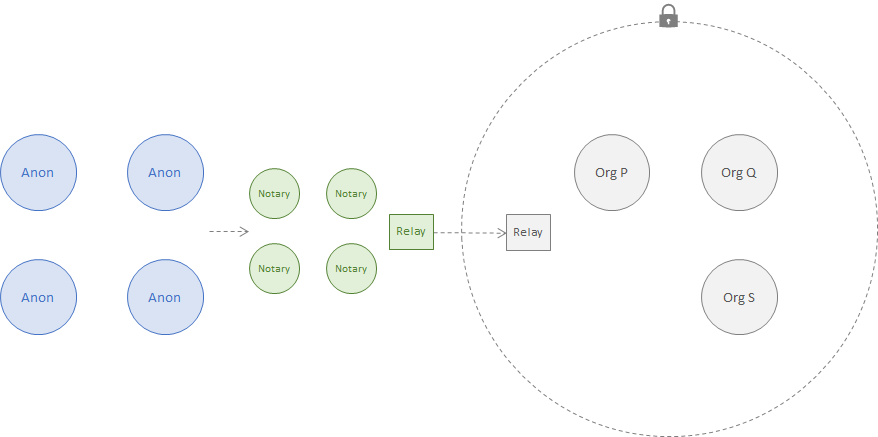 Anon
Anon
Anon
Anon
Notary
Notary
Notary
Notary
Relay
Relay
Org P
Org Q
Org S